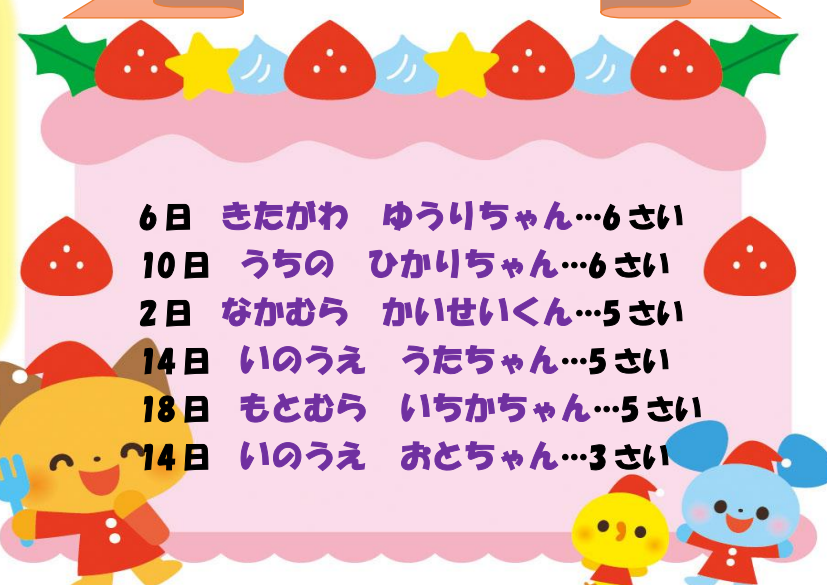 6日 きたがわ ゆうりちゃん…6さい
10日 うちの ひかりちゃん…6さい
2日 なかむら かいせいくん…5さい
14日 いのうえ うたちゃん…5さい
18日 もとむら いちかちゃん…5さい
14日 いのうえ おとちゃん…3さい